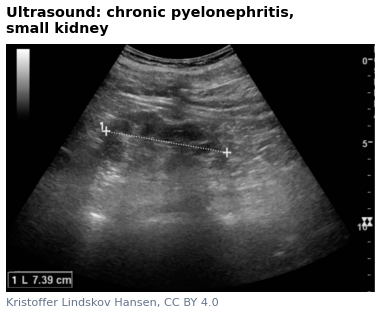 Ultrasound: chronic pyelonephritis,
small kidney
0
1
5
10
1 L 7.39 cm
Kristoffer Lindskov Hansen, CC BY 4.0